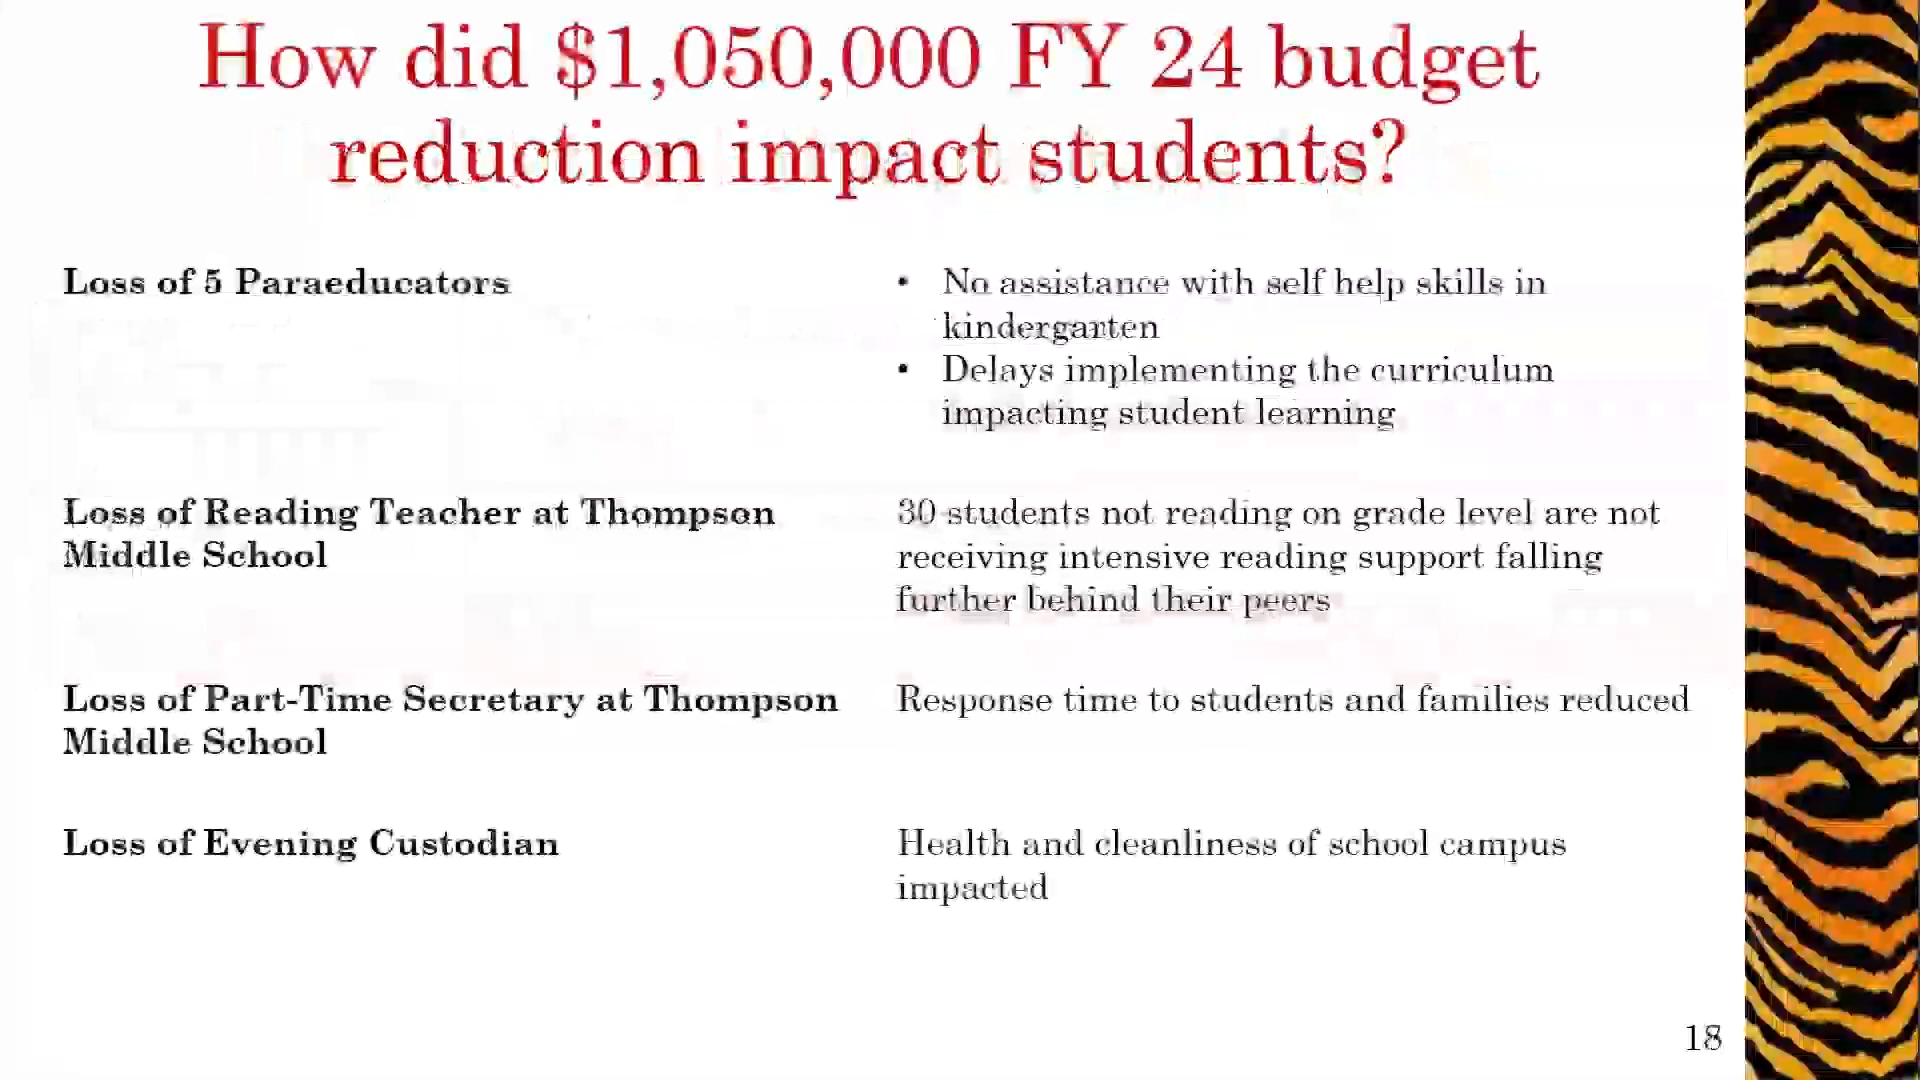 How did $1,050,000 FY 24 budget
reduction impact students?
Loss of 5 Paraeducators
• No assistance with self help skills in
kindergarten
• Delays implementing the curriculum
impacting student learning
Loss of Reading Teacher at Thompson
Middle School
30 students not reading on grade level are not
receiving intensive reading support falling
further behind their peers
Loss of Part-Time Secretary at Thompson
Middle School
Response time to students and families reduced
Loss of Evening Custodian
Health and cleanliness of school campus
impacted
18